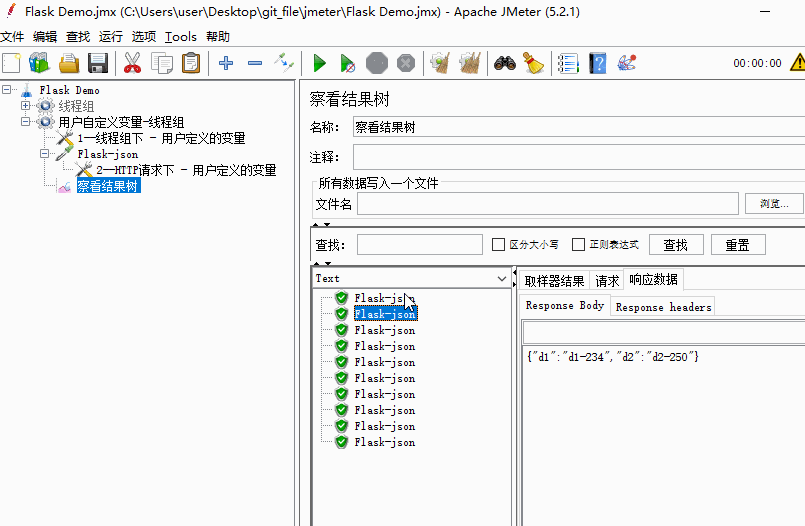 Flask Demo.jmx (C:\Users\user\Desktop\git_file\jmeter\Flask Demo.jmx) - Apache JMeter (5.2.1)
文件 编辑 查找 运行 选项 Tools 帮助
00:00:00
Flask Demo
线程组
用户自定义变量-线程组
1—线程组下 - 用户定义的变量
Flask-json
2—HTTP请求下 - 用户定义的变量
察看结果树
察看结果树
名称： 察看结果树
注释：
所有数据写入一个文件
文件名 浏览...
查找： 区分大小写 正则表达式 查找 重置
Text
Flask-json
Flask-json
Flask-json
Flask-json
Flask-json
Flask-json
Flask-json
Flask-json
Flask-json
Flask-json
取样器结果 请求 响应数据
Response Body Response headers
{"d1":"d1-234","d2":"d2-250"}